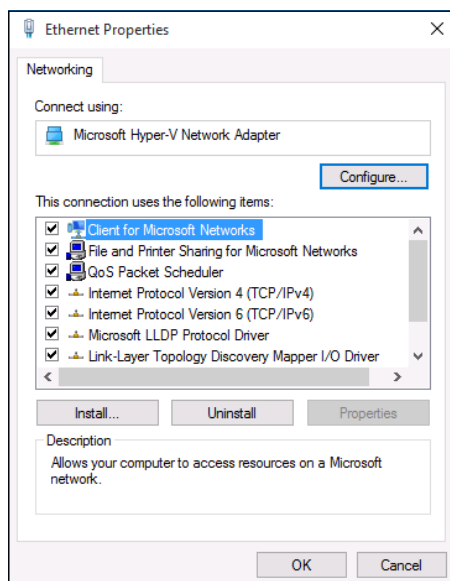 Ethernet Properties
Networking
Connect using:
Microsoft Hyper-V Network Adapter
Configure...
This connection uses the following items:
Client for Microsoft Networks
File and Printer Sharing for Microsoft Networks
QoS Packet Scheduler
Internet Protocol Version 4 (TCP/IPv4)
Internet Protocol Version 6 (TCP/IPv6)
Microsoft LLDP Protocol Driver
Link-Layer Topology Discovery Mapper I/O Driver
Install... Uninstall Properties
Description
Allows your computer to access resources on a Microsoft
network.
OK Cancel